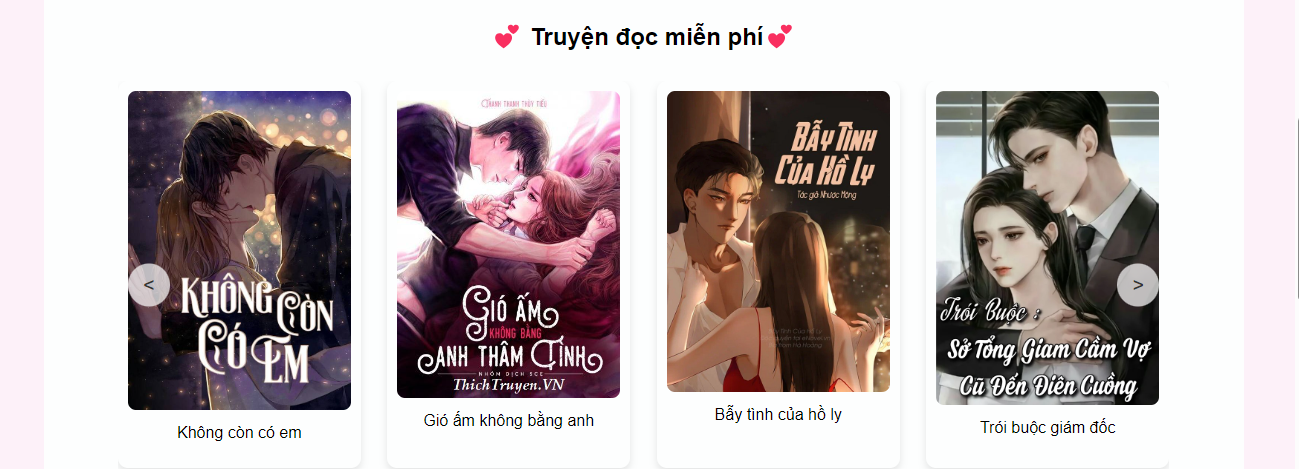 Truyện đọc miễn phí
<
KHÔNG CÒN
CÓ EM
Không còn có em
THANH THANH THÙY TIẾU
GIÓ ẤM
KHÔNG BẰNG
ANH THÂM TÌNH
NHÓM DỊCH SCE
ThichTruyen.VN
Gió ấm không bằng anh
BẪY TÌNH
CỦA HỒ LY
Tác giả Nhược Mộng
Bẫy tình của hồ ly
Trói Buộc :
Sở Tổng Giam Cầm Vợ
Cũ Đến Điên Cuồng
>
Trói buộc giám đốc